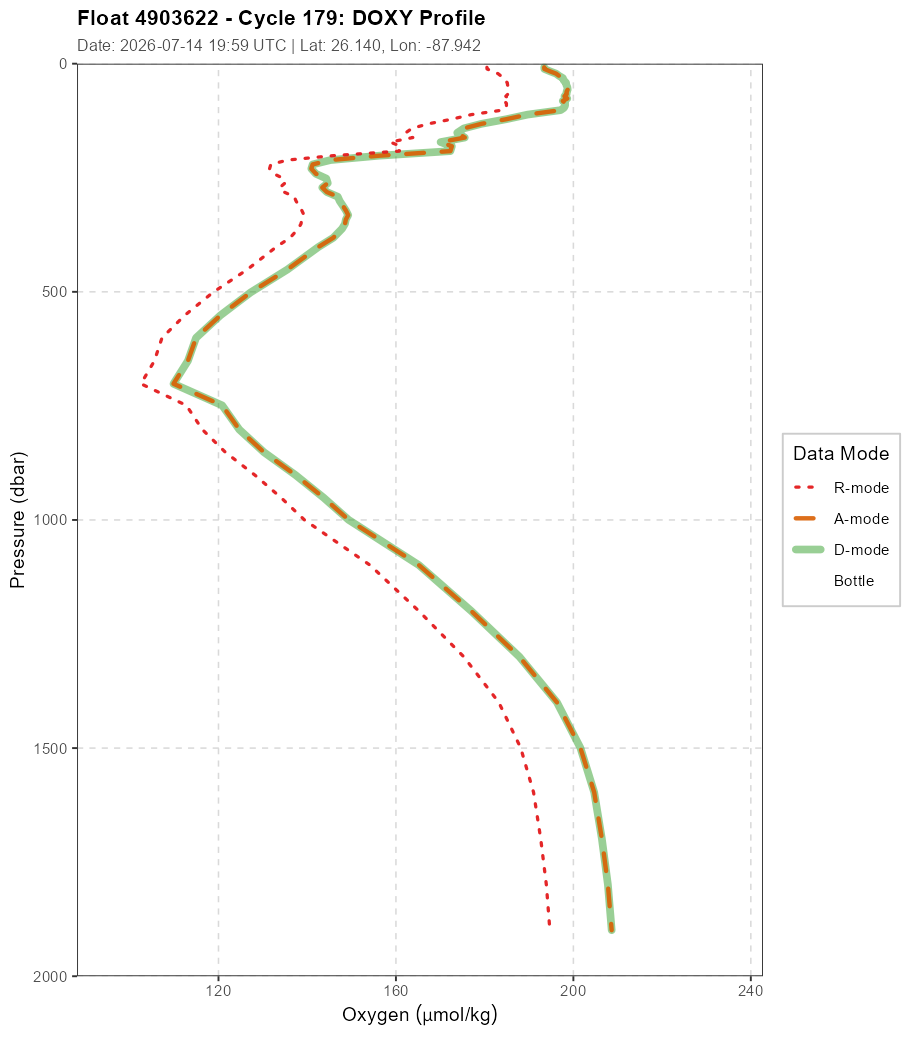 Float 4903622 - Cycle 179: DOXY Profile
Date: 2026-07-14 19:59 UTC | Lat: 26.140, Lon: -87.942
0
500
1000
1500
2000
Pressure (dbar)
120
160
200
240
Oxygen (μmol/kg)
Data Mode
R-mode
A-mode
D-mode
Bottle